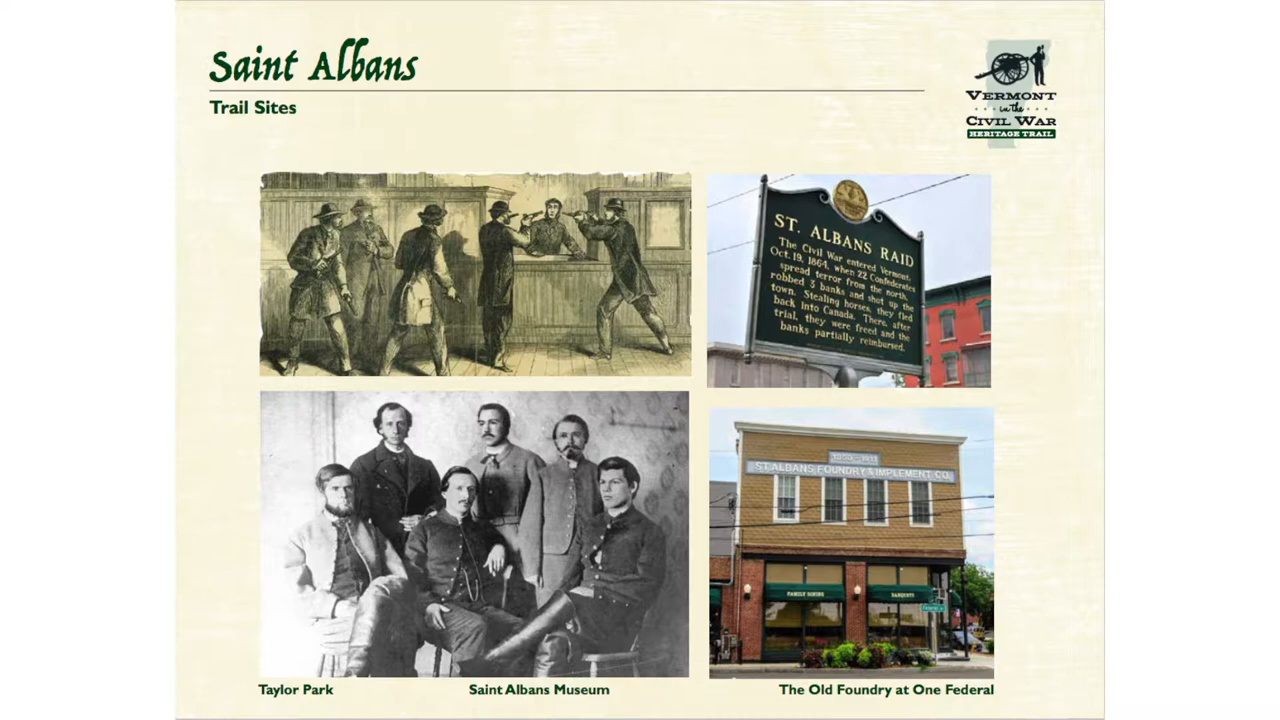 Saint Albans
Trail Sites
VERMONT
in the
CIVIL WAR
HERITAGE TRAIL
ST. ALBANS RAID
The Civil War entered Vermont,
Oct. 19, 1864, when 22 Confederates
spread terror from the north,
robbed 3 banks and shot up the
town. Stealing horses, they fled
back into Canada. There, after
trial, they were freed and the
banks partially reimbursed.
ST. ALBANS FOUNDRY & IMPLEMENT CO.
FAMILY DINING
BANQUETS
Taylor Park
Saint Albans Museum
The Old Foundry at One Federal